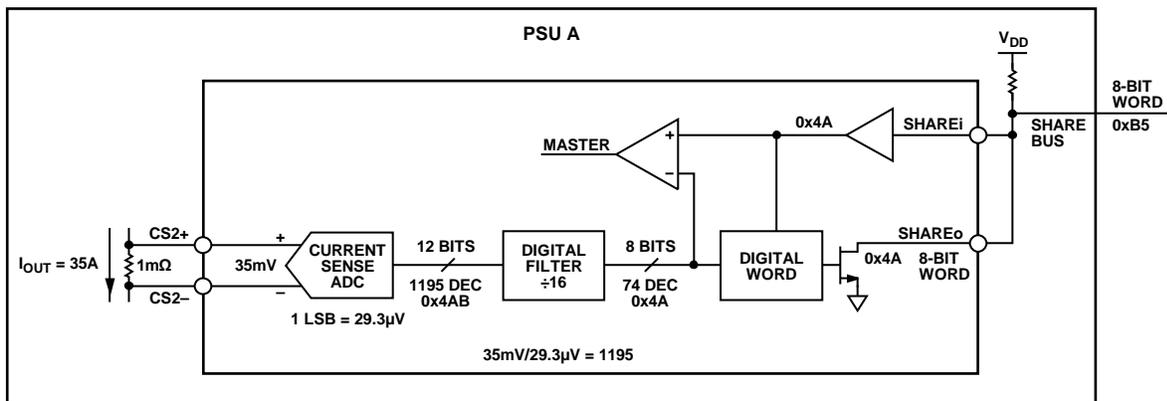 PSU A
VDD
8-BIT
WORD
0xB5
SHARE
BUS
0x4A
SHAREi
MASTER
+
−
SHAREo
0x4A
8-BIT
WORD
CS2+
IOUT = 35A
1mΩ
CS2−
+
35mV
−
CURRENT
SENSE
ADC
1 LSB = 29.3µV
12 BITS
1195 DEC
0x4AB
DIGITAL
FILTER
÷16
8 BITS
74 DEC
0x4A
DIGITAL
WORD
35mV/29.3µV = 1195